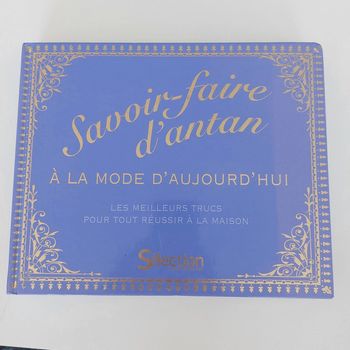 Savoir-faire
d'antan
À LA MODE D'AUJOURD'HUI
LES MEILLEURS TRUCS
POUR TOUT RÉUSSIR À LA MAISON
Sélection